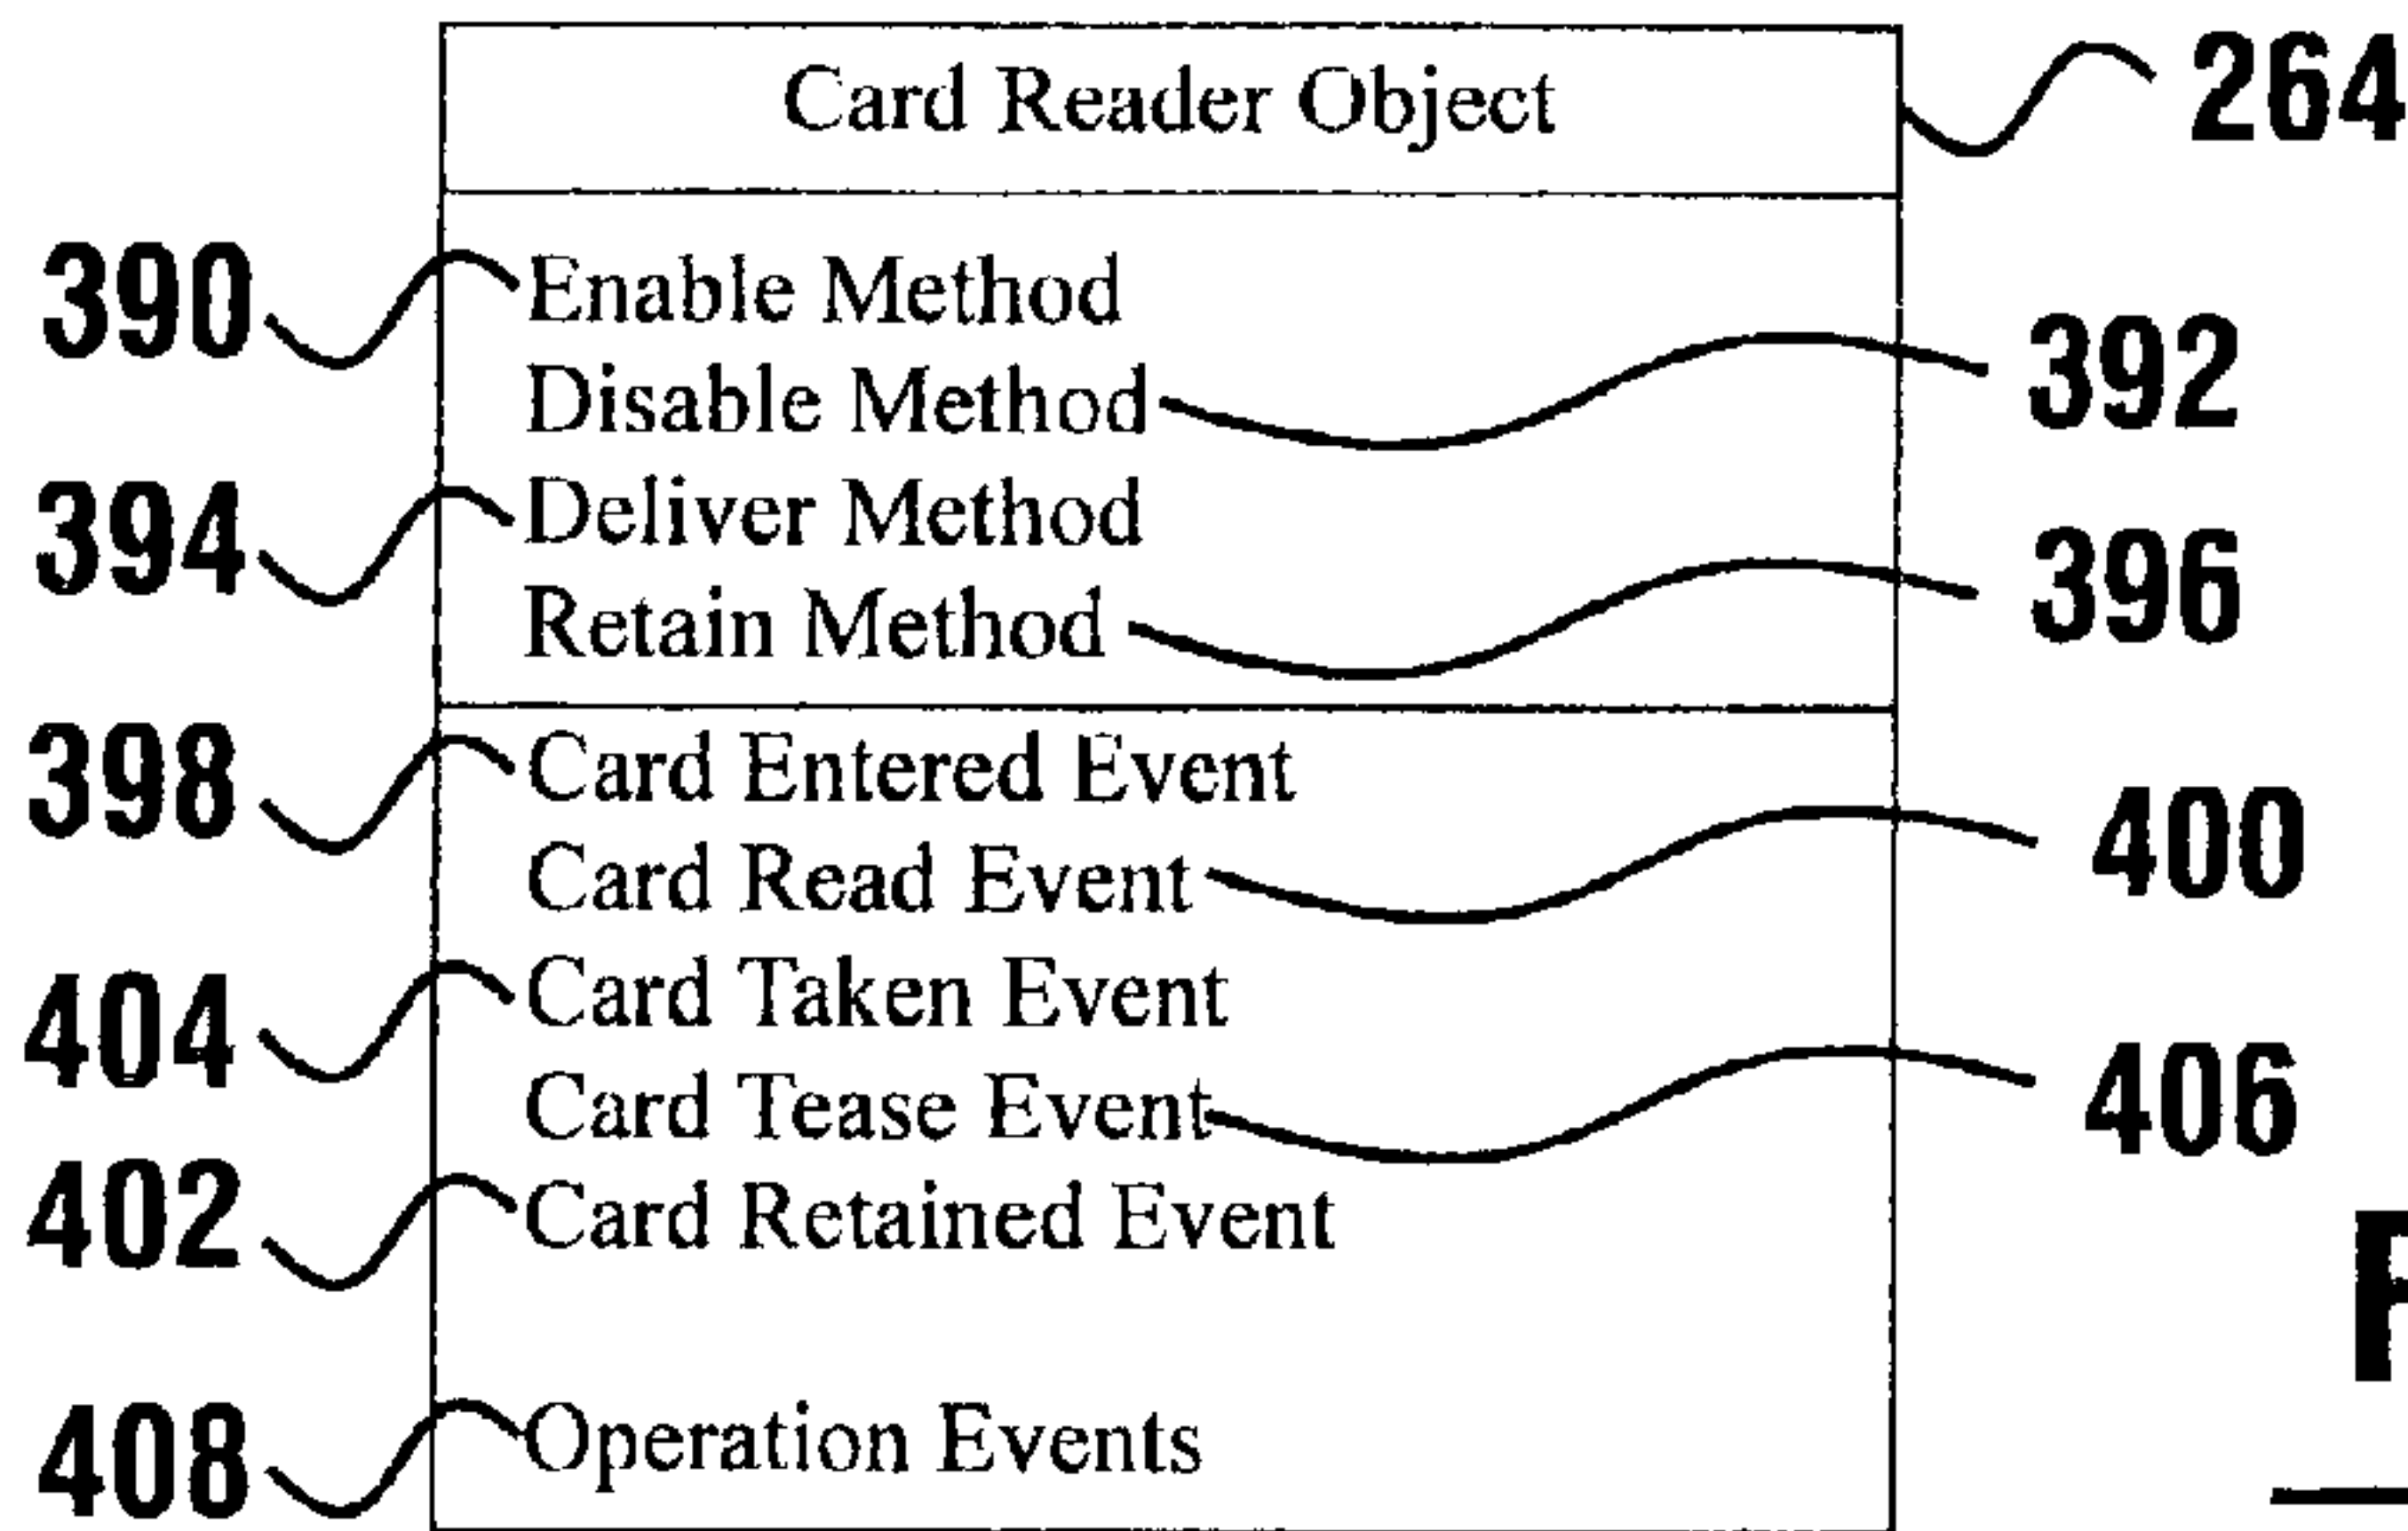 Card Reader Object 264
390 Enable Method
Disable Method 392
394 Deliver Method
Retain Method 396
398 Card Entered Event
Card Read Event 400
404 Card Taken Event
Card Tease Event 406
402 Card Retained Event
408 Operation Events